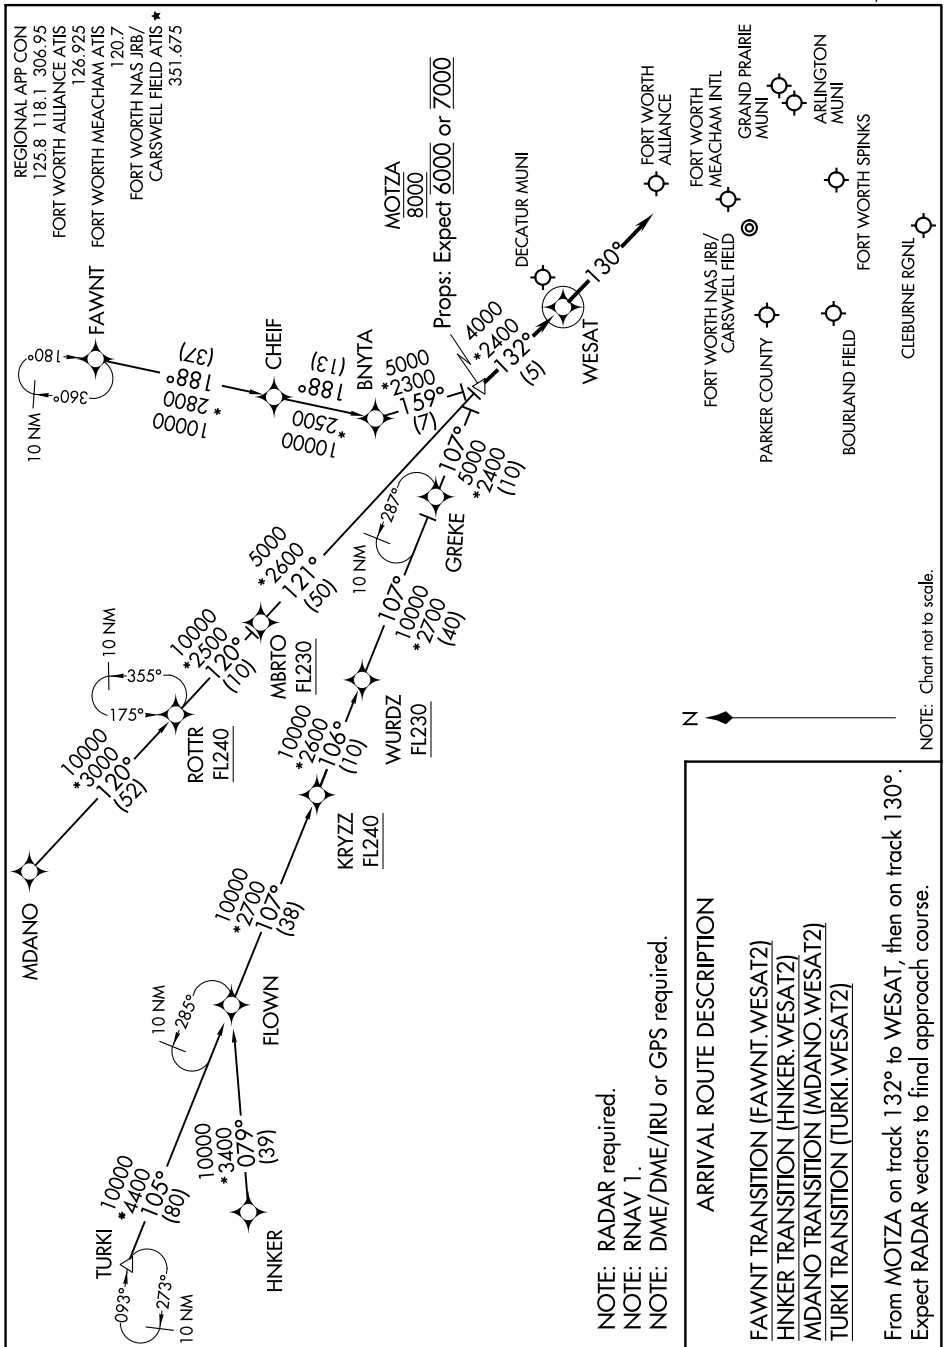 REGIONAL APP CON
125.8 118.1 306.95
FORT WORTH ALLIANCE ATIS
126.925
FORT WORTH MEACHAM ATIS
120.7
FORT WORTH NAS JRB/
CARSWELL FIELD ATIS ★
351.675
10 NM
180°
360°
FAWNT
188°
(37)
*2800
10000
CHEIF
188°
(13)
*2500
10000
BNYTA
5000
*2300
159°
(7)
MOTZA
8000
Props: Expect 6000 or 7000
4000
*2400
132°
(5)
DECATUR MUNI
WESAT
130°
FORT WORTH
ALLIANCE
FORT WORTH
MEACHAM INTL
GRAND PRAIRIE
MUNI
ARLINGTON
MUNI
FORT WORTH NAS JRB/
CARSWELL FIELD
FORT WORTH SPINKS
PARKER COUNTY
BOURLAND FIELD
CLEBURNE RGNL
MDANO
10000
*3000
120°
(52)
10 NM
355°
175°
ROTTR
FL240
10000
*2500
120°
(10)
MBRTO
FL230
5000
*2600
121°
(50)
10 NM
287°
GREKE
107°
5000
*2400
(10)
107°
10000
*2700
(40)
WURDZ
FL230
10000
*2600
106°
(10)
KRYZZ
FL240
10000
*2700
107°
(38)
10 NM
285°
FLOWN
10000
*4400
105°
(80)
TURKI
093°
273°
10 NM
10000
*3400
079°
(39)
HNKER
N
NOTE: Chart not to scale.
NOTE: RADAR required.
NOTE: RNAV 1.
NOTE: DME/DME/IRU or GPS required.
ARRIVAL ROUTE DESCRIPTION
FAWNT TRANSITION (FAWNT.WESAT2)
HNKER TRANSITION (HNKER.WESAT2)
MDANO TRANSITION (MDANO.WESAT2)
TURKI TRANSITION (TURKI.WESAT2)
From MOTZA on track 132° to WESAT, then on track 130°.
Expect RADAR vectors to final approach course.